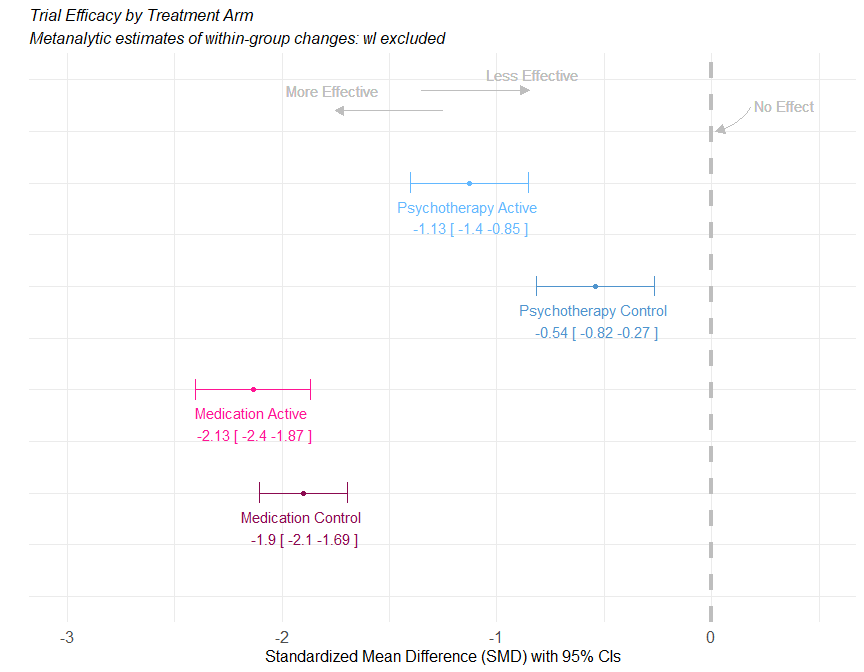 Trial Efficacy by Treatment Arm
Metanalytic estimates of within-group changes: wl excluded
Less Effective
More Effective
No Effect
Psychotherapy Active
-1.13 [ -1.4 -0.85 ]
Psychotherapy Control
-0.54 [ -0.82 -0.27 ]
Medication Active
-2.13 [ -2.4 -1.87 ]
Medication Control
-1.9 [ -2.1 -1.69 ]
-3 -2 -1 0
Standardized Mean Difference (SMD) with 95% CIs